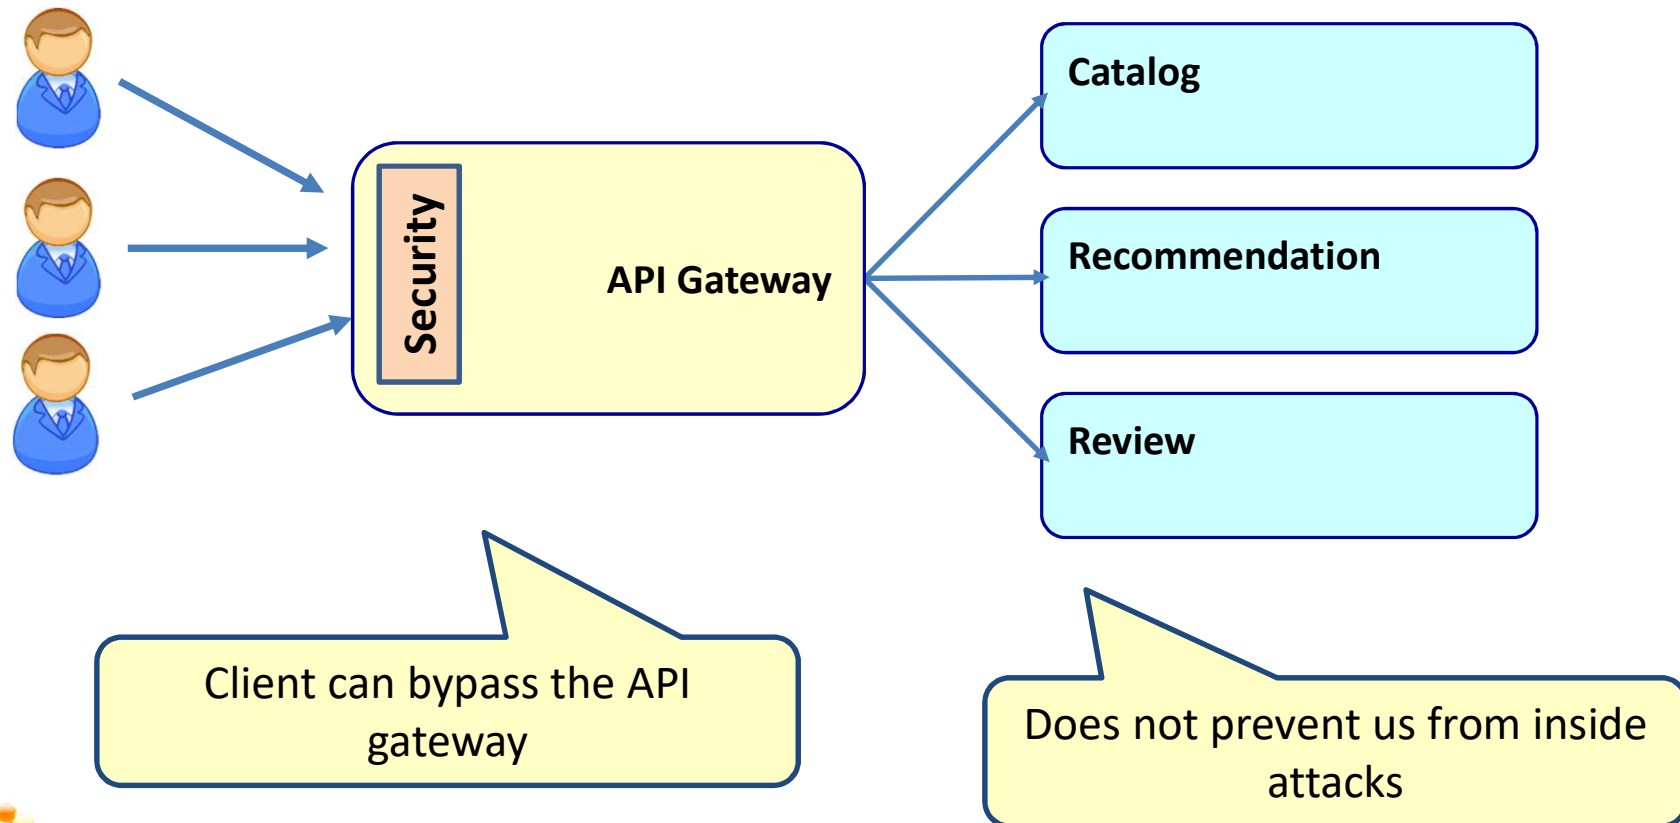 Catalog
Security
API Gateway
Recommendation
Review
Client can bypass the API
gateway
Does not prevent us from inside
attacks